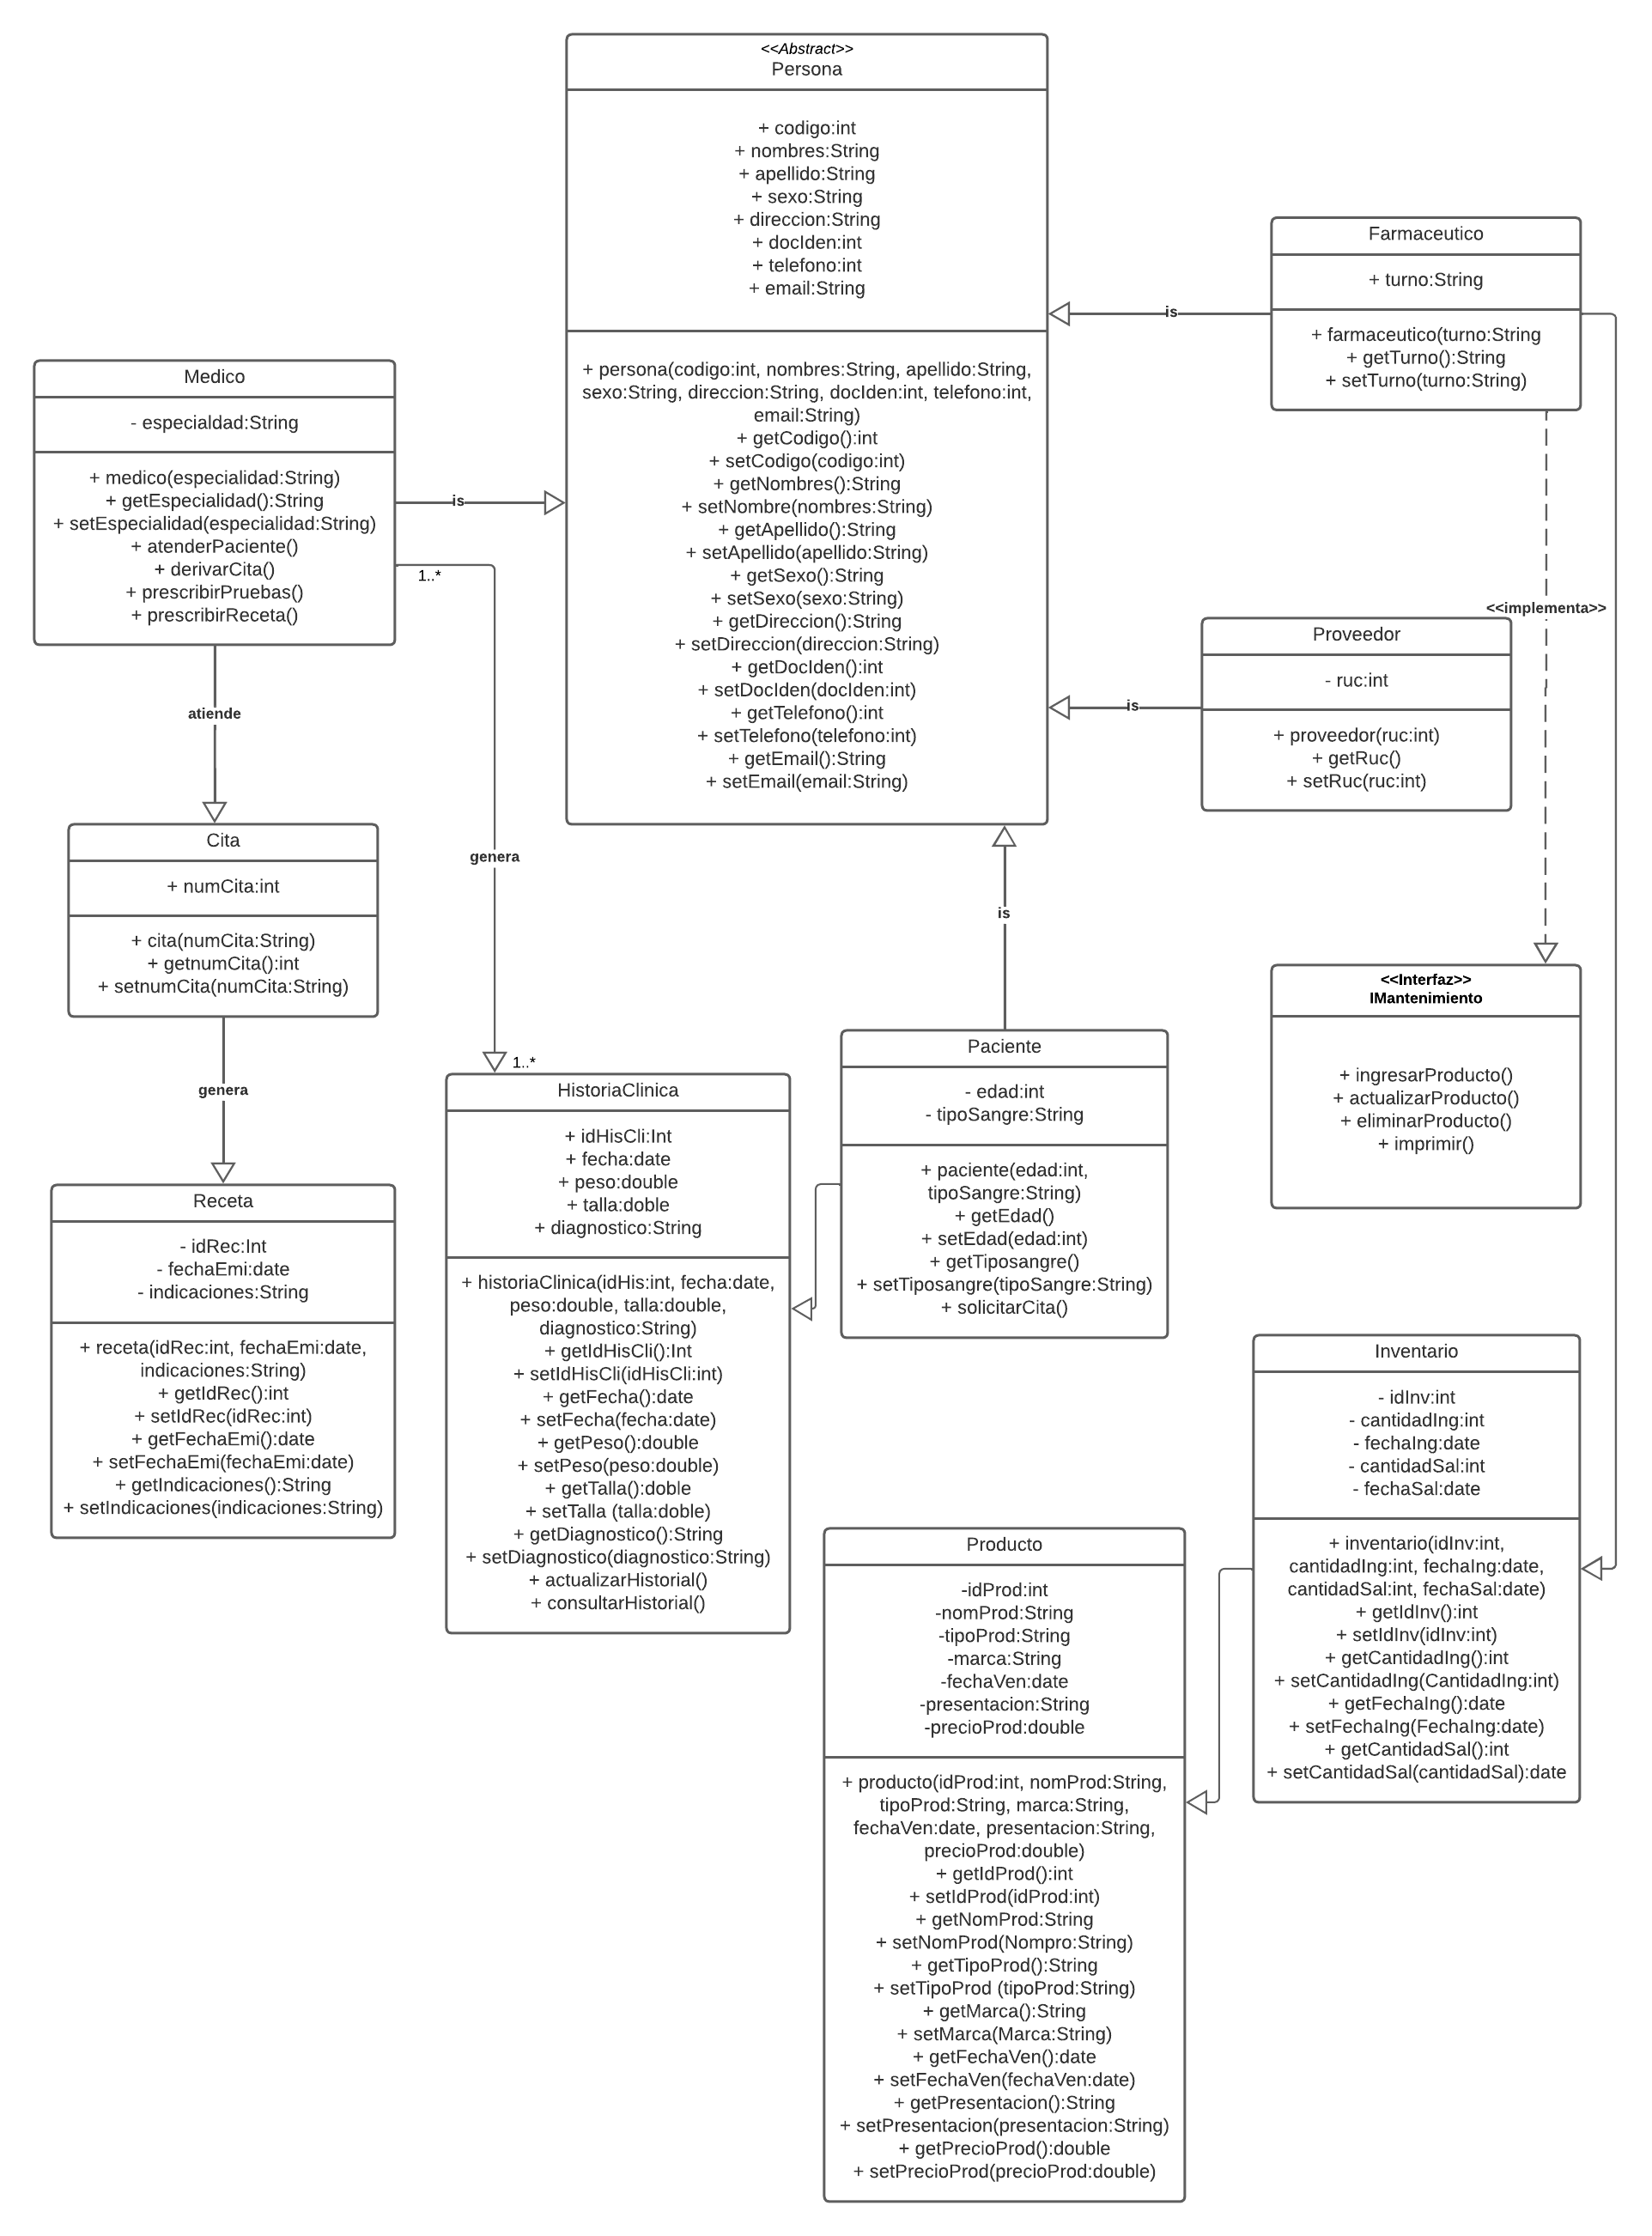 <<Abstract>>
Persona
+ codigo:int
+ nombres:String
+ apellido:String
+ sexo:String
+ direccion:String
+ docIden:int
+ telefono:int
+ email:String
+ persona(codigo:int, nombres:String, apellido:String,
sexo:String, direccion:String, docIden:int, telefono:int,
email:String)
+ getCodigo():int
+ setCodigo(codigo:int)
+ getNombres():String
+ setNombre(nombres:String)
+ getApellido():String
+ setApellido(apellido:String)
+ getSexo():String
+ setSexo(sexo:String)
+ getDireccion():String
+ setDireccion(direccion:String)
+ getDocIden():int
+ setDocIden(docIden:int)
+ getTelefono():int
+ setTelefono(telefono:int)
+ getEmail():String
+ setEmail(email:String)
Farmaceutico
+ turno:String
+ farmaceutico(turno:String
+ getTurno():String
+ setTurno(turno:String)
is
Medico
- especialdad:String
+ medico(especialidad:String)
+ getEspecialidad():String
+ setEspecialidad(especialidad:String)
+ atenderPaciente()
+ derivarCita()
+ prescribirPruebas()
+ prescribirReceta()
is
1..*
<<implementa>>
Proveedor
- ruc:int
+ proveedor(ruc:int)
+ getRuc()
+ setRuc(ruc:int)
is
atiende
Cita
+ numCita:int
+ cita(numCita:String)
+ getnumCita():int
+ setnumCita(numCita:String)
genera
is
<<Interfaz>>
IMantenimiento
+ ingresarProducto()
+ actualizarProducto()
+ eliminarProducto()
+ imprimir()
genera
1..*
Paciente
- edad:int
- tipoSangre:String
+ paciente(edad:int,
tipoSangre:String)
+ getEdad()
+ setEdad(edad:int)
+ getTiposangre()
+ setTiposangre(tipoSangre:String)
+ solicitarCita()
HistoriaClinica
+ idHisCli:Int
+ fecha:date
+ peso:double
+ talla:doble
+ diagnostico:String
+ historiaClinica(idHis:int, fecha:date,
peso:double, talla:double,
diagnostico:String)
+ getIdHisCli():Int
+ setIdHisCli(idHisCli:int)
+ getFecha():date
+ setFecha(fecha:date)
+ getPeso():double
+ setPeso(peso:double)
+ getTalla():doble
+ setTalla (talla:doble)
+ getDiagnostico():String
+ setDiagnostico(diagnostico:String)
+ actualizarHistorial()
+ consultarHistorial()
Receta
- idRec:Int
- fechaEmi:date
- indicaciones:String
+ receta(idRec:int, fechaEmi:date,
indicaciones:String)
+ getIdRec():int
+ setIdRec(idRec:int)
+ getFechaEmi():date
+ setFechaEmi(fechaEmi:date)
+ getIndicaciones():String
+ setIndicaciones(indicaciones:String)
Inventario
- idInv:int
- cantidadIng:int
- fechaIng:date
- cantidadSal:int
- fechaSal:date
+ inventario(idInv:int,
cantidadIng:int, fechaIng:date,
cantidadSal:int, fechaSal:date)
+ getIdInv():int
+ setIdInv(idInv:int)
+ getCantidadIng():int
+ setCantidadIng(CantidadIng:int)
+ getFechaIng():date
+ setFechaIng(FechaIng:date)
+ getCantidadSal():int
+ setCantidadSal(cantidadSal):date
Producto
-idProd:int
-nomProd:String
-tipoProd:String
-marca:String
-fechaVen:date
-presentacion:String
-precioProd:double
+ producto(idProd:int, nomProd:String,
tipoProd:String, marca:String,
fechaVen:date, presentacion:String,
precioProd:double)
+ getIdProd():int
+ setIdProd(idProd:int)
+ getNomProd:String
+ setNomProd(Nompro:String)
+ getTipoProd():String
+ setTipoProd (tipoProd:String)
+ getMarca():String
+ setMarca(Marca:String)
+ getFechaVen():date
+ setFechaVen(fechaVen:date)
+ getPresentacion():String
+ setPresentacion(presentacion:String)
+ getPrecioProd():double
+ setPrecioProd(precioProd:double)